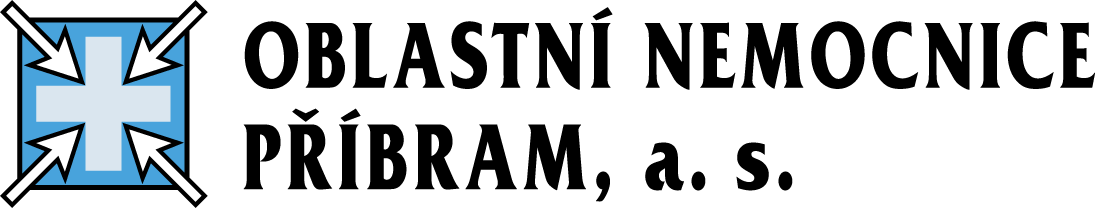 OBLASTNÍ NEMOCNICE
PŘÍBRAM, a. s.